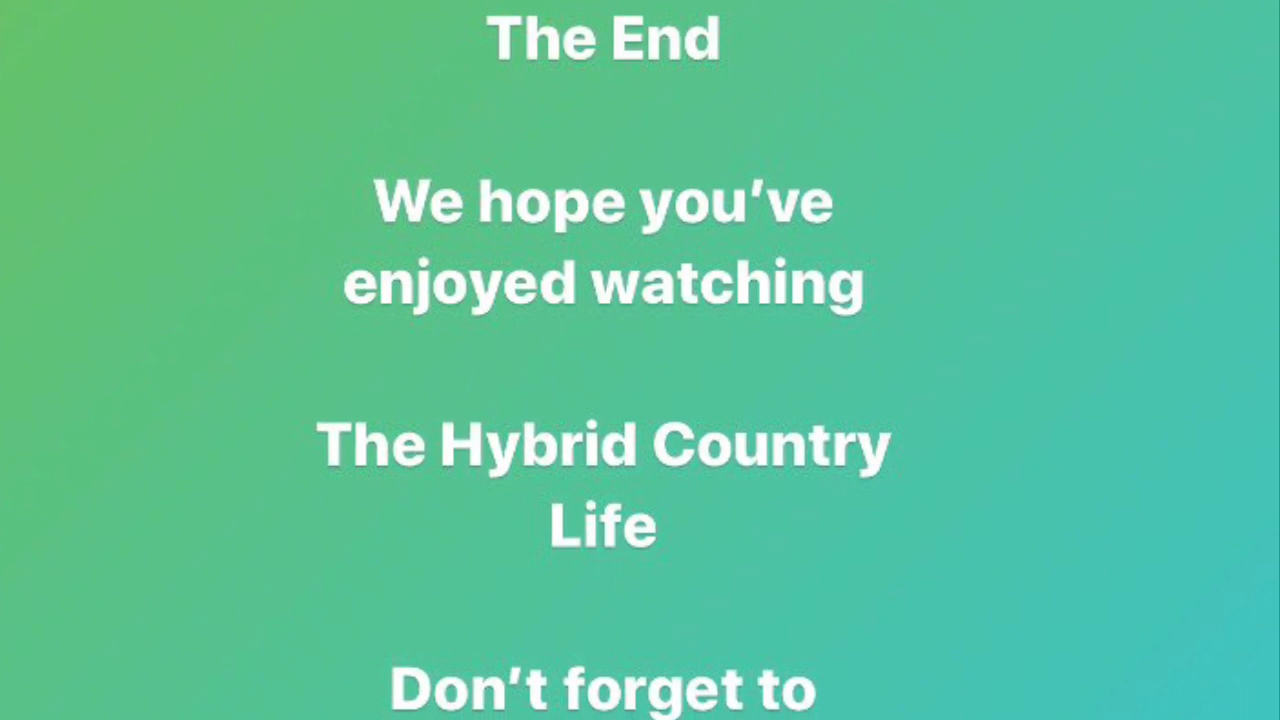 The End
We hope you’ve
enjoyed watching
The Hybrid Country
Life
Don’t forget to